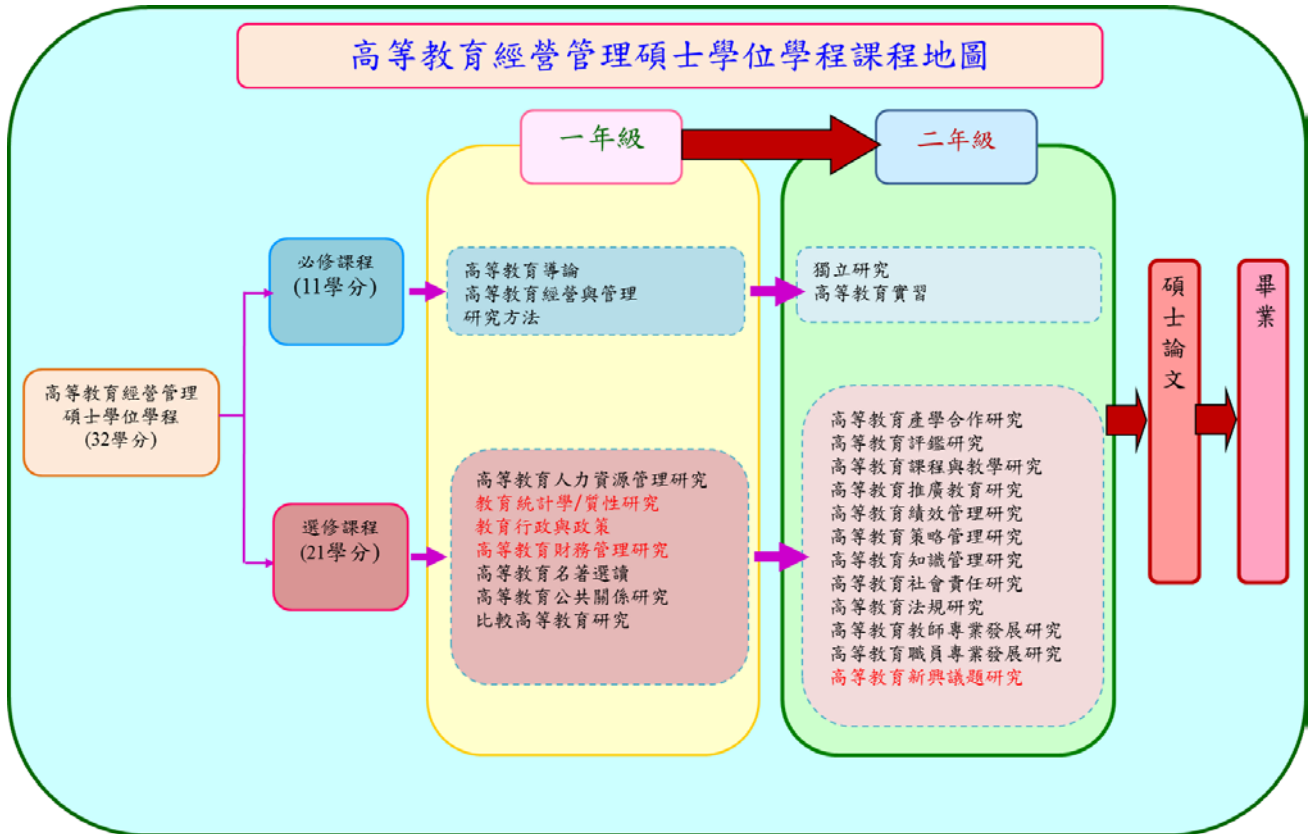 高等教育經營管理碩士學位學程課程地圖
一年級
二年級
必修課程
(11學分)
高等教育導論
高等教育經營與管理
研究方法
獨立研究
高等教育實習
高等教育經營管理
碩士學位學程
(32學分)
選修課程
(21學分)
高等教育人力資源管理研究
教育統計學/質性研究
教育行政與政策
高等教育財務管理研究
高等教育名著選讀
高等教育公共關係研究
比較高等教育研究
高等教育產學合作研究
高等教育評鑑研究
高等教育課程與教學研究
高等教育推廣教育研究
高等教育績效管理研究
高等教育策略管理研究
高等教育知識管理研究
高等教育社會責任研究
高等教育法規研究
高等教育教師專業發展研究
高等教育職員專業發展研究
高等教育新興議題研究
碩士論文
畢業